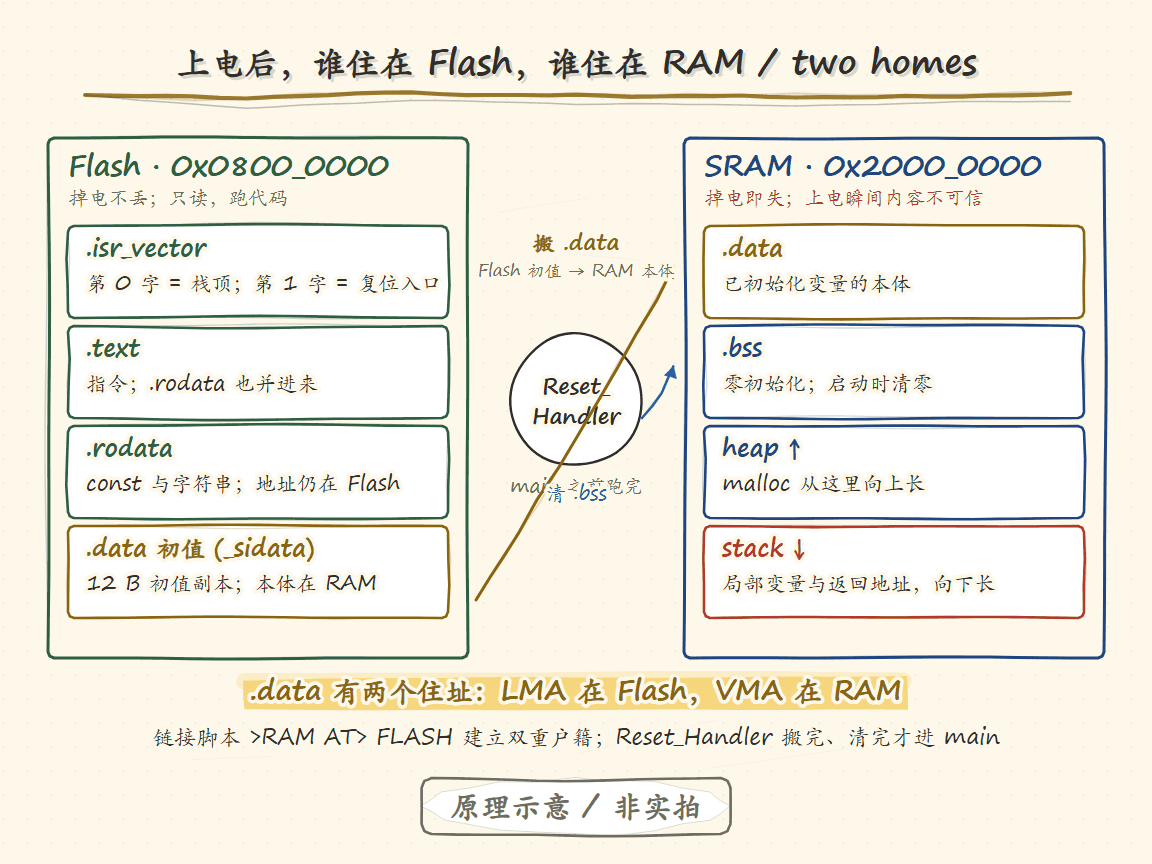 上电后，谁住在 Flash，谁住在 RAM / two homes
Flash · 0x0800_0000
掉电不丢；只读，跑代码
.isr_vector
第 0 字 = 栈顶；第 1 字 = 复位入口
.text
指令；.rodata 也并进来
.rodata
const 与字符串；地址仍在 Flash
.data 初值 (_sidata)
12 B 初值副本；本体在 RAM
搬 .data
Flash 初值 → RAM 本体
Reset_
Handler
main 之前跑完
清 .bss
SRAM · 0x2000_0000
掉电即失；上电瞬间内容不可信
.data
已初始化变量的本体
.bss
零初始化；启动时清零
heap ↑
malloc 从这里向上长
stack ↓
局部变量与返回地址，向下长
.data 有两个住址：LMA 在 Flash，VMA 在 RAM
链接脚本 >RAM AT> FLASH 建立双重户籍；Reset_Handler 搬完、清完才进 main
原理示意 / 非实拍